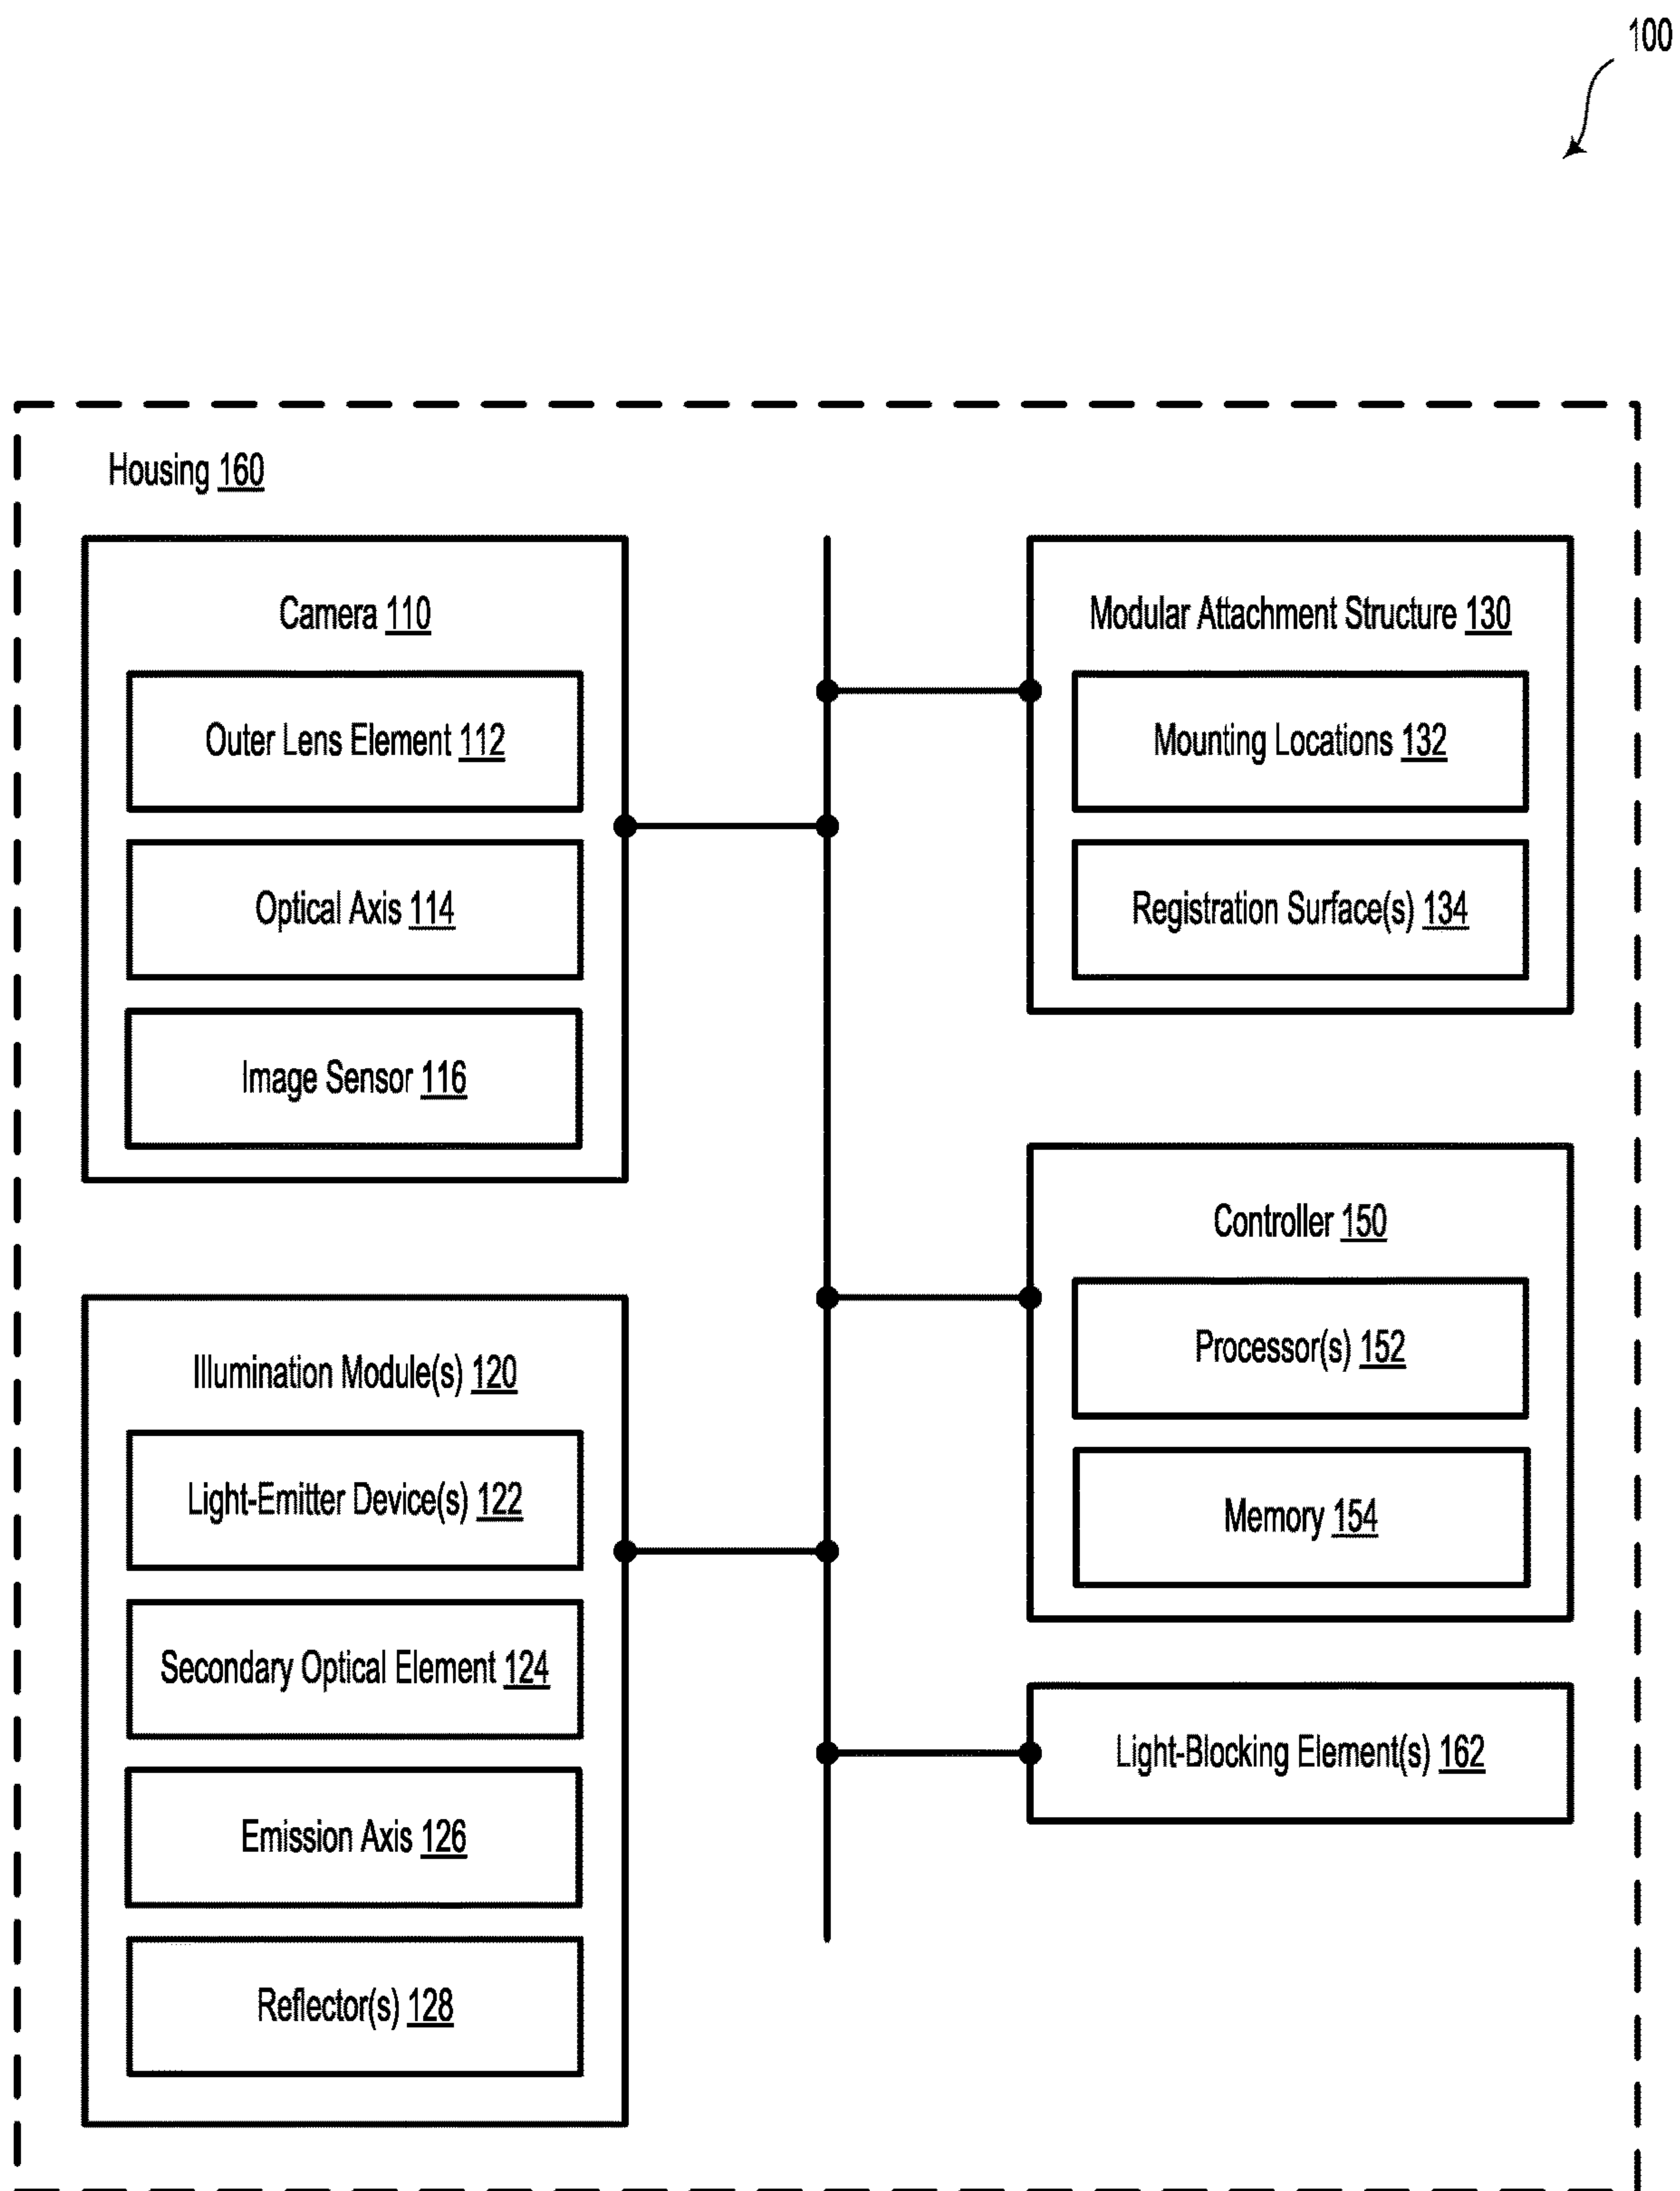 100
Housing 160
Camera 110
Outer Lens Element 112
Optical Axis 114
Image Sensor 116
Illumination Module(s) 120
Light-Emitter Device(s) 122
Secondary Optical Element 124
Emission Axis 126
Reflector(s) 128
Modular Attachment Structure 130
Mounting Locations 132
Registration Surface(s) 134
Controller 150
Processor(s) 152
Memory 154
Light-Blocking Element(s) 162